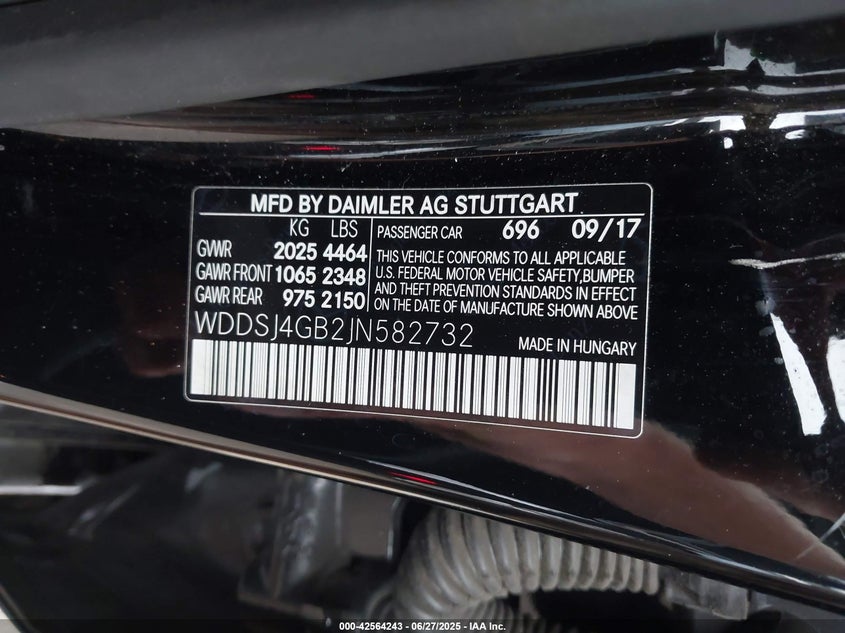 MFD BY DAIMLER AG STUTTGART
KG LBS
GVWR 2025 4464
GAWR FRONT 1065 2348
GAWR REAR 975 2150
PASSENGER CAR 696 09/17
THIS VEHICLE CONFORMS TO ALL APPLICABLE
U.S. FEDERAL MOTOR VEHICLE SAFETY,BUMPER
AND THEFT PREVENTION STANDARDS IN EFFECT
ON THE DATE OF MANUFACTURE SHOWN ABOVE
WDDSJ4GB2JN582732
MADE IN HUNGARY
000-42564243 - 06/27/2025 - IAA Inc.